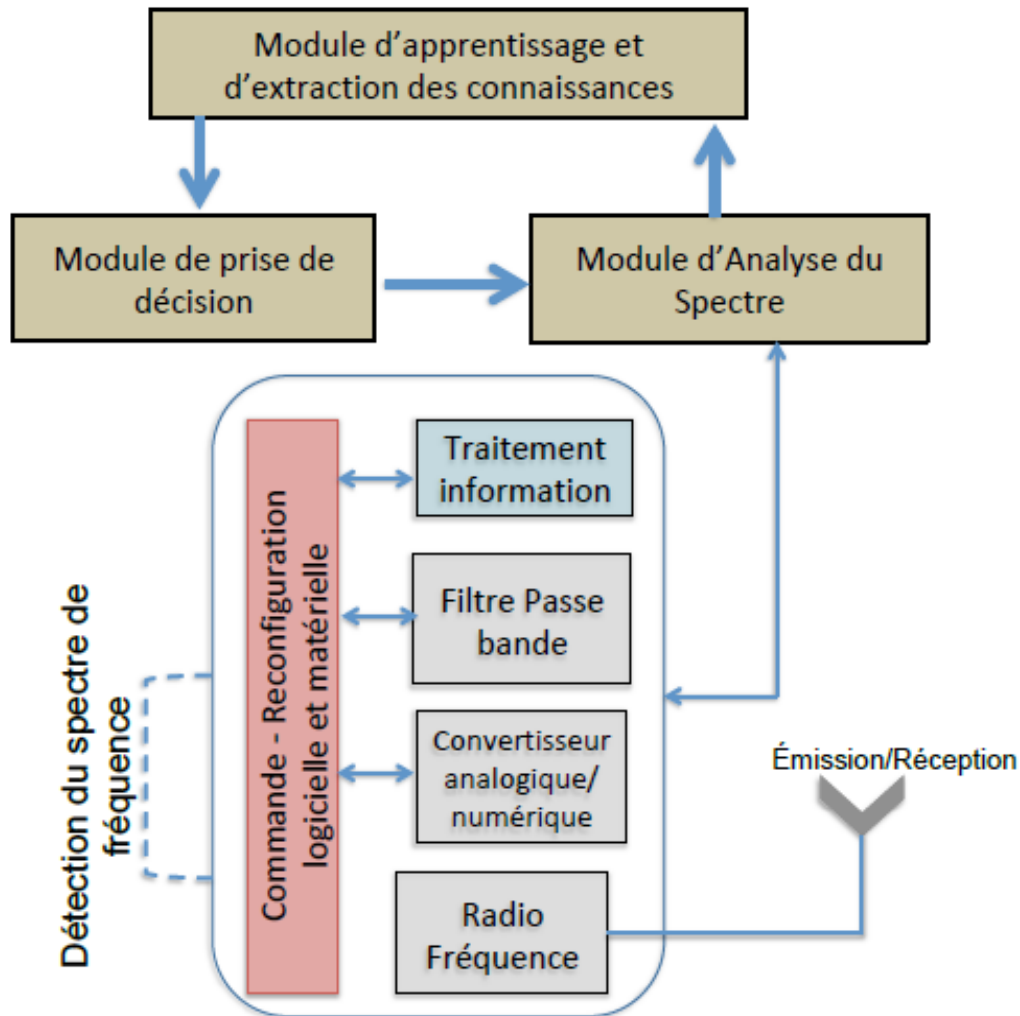 Module d’apprentissage et
d’extraction des connaissances
Module de prise de
décision
Module d’Analyse du
Spectre
Traitement
information
Commande - Reconfiguration
logicielle et matérielle
Filtre Passe
bande
Détection du spectre de
fréquence
Convertisseur
analogique/
numérique
Émission/Réception
Radio
Fréquence